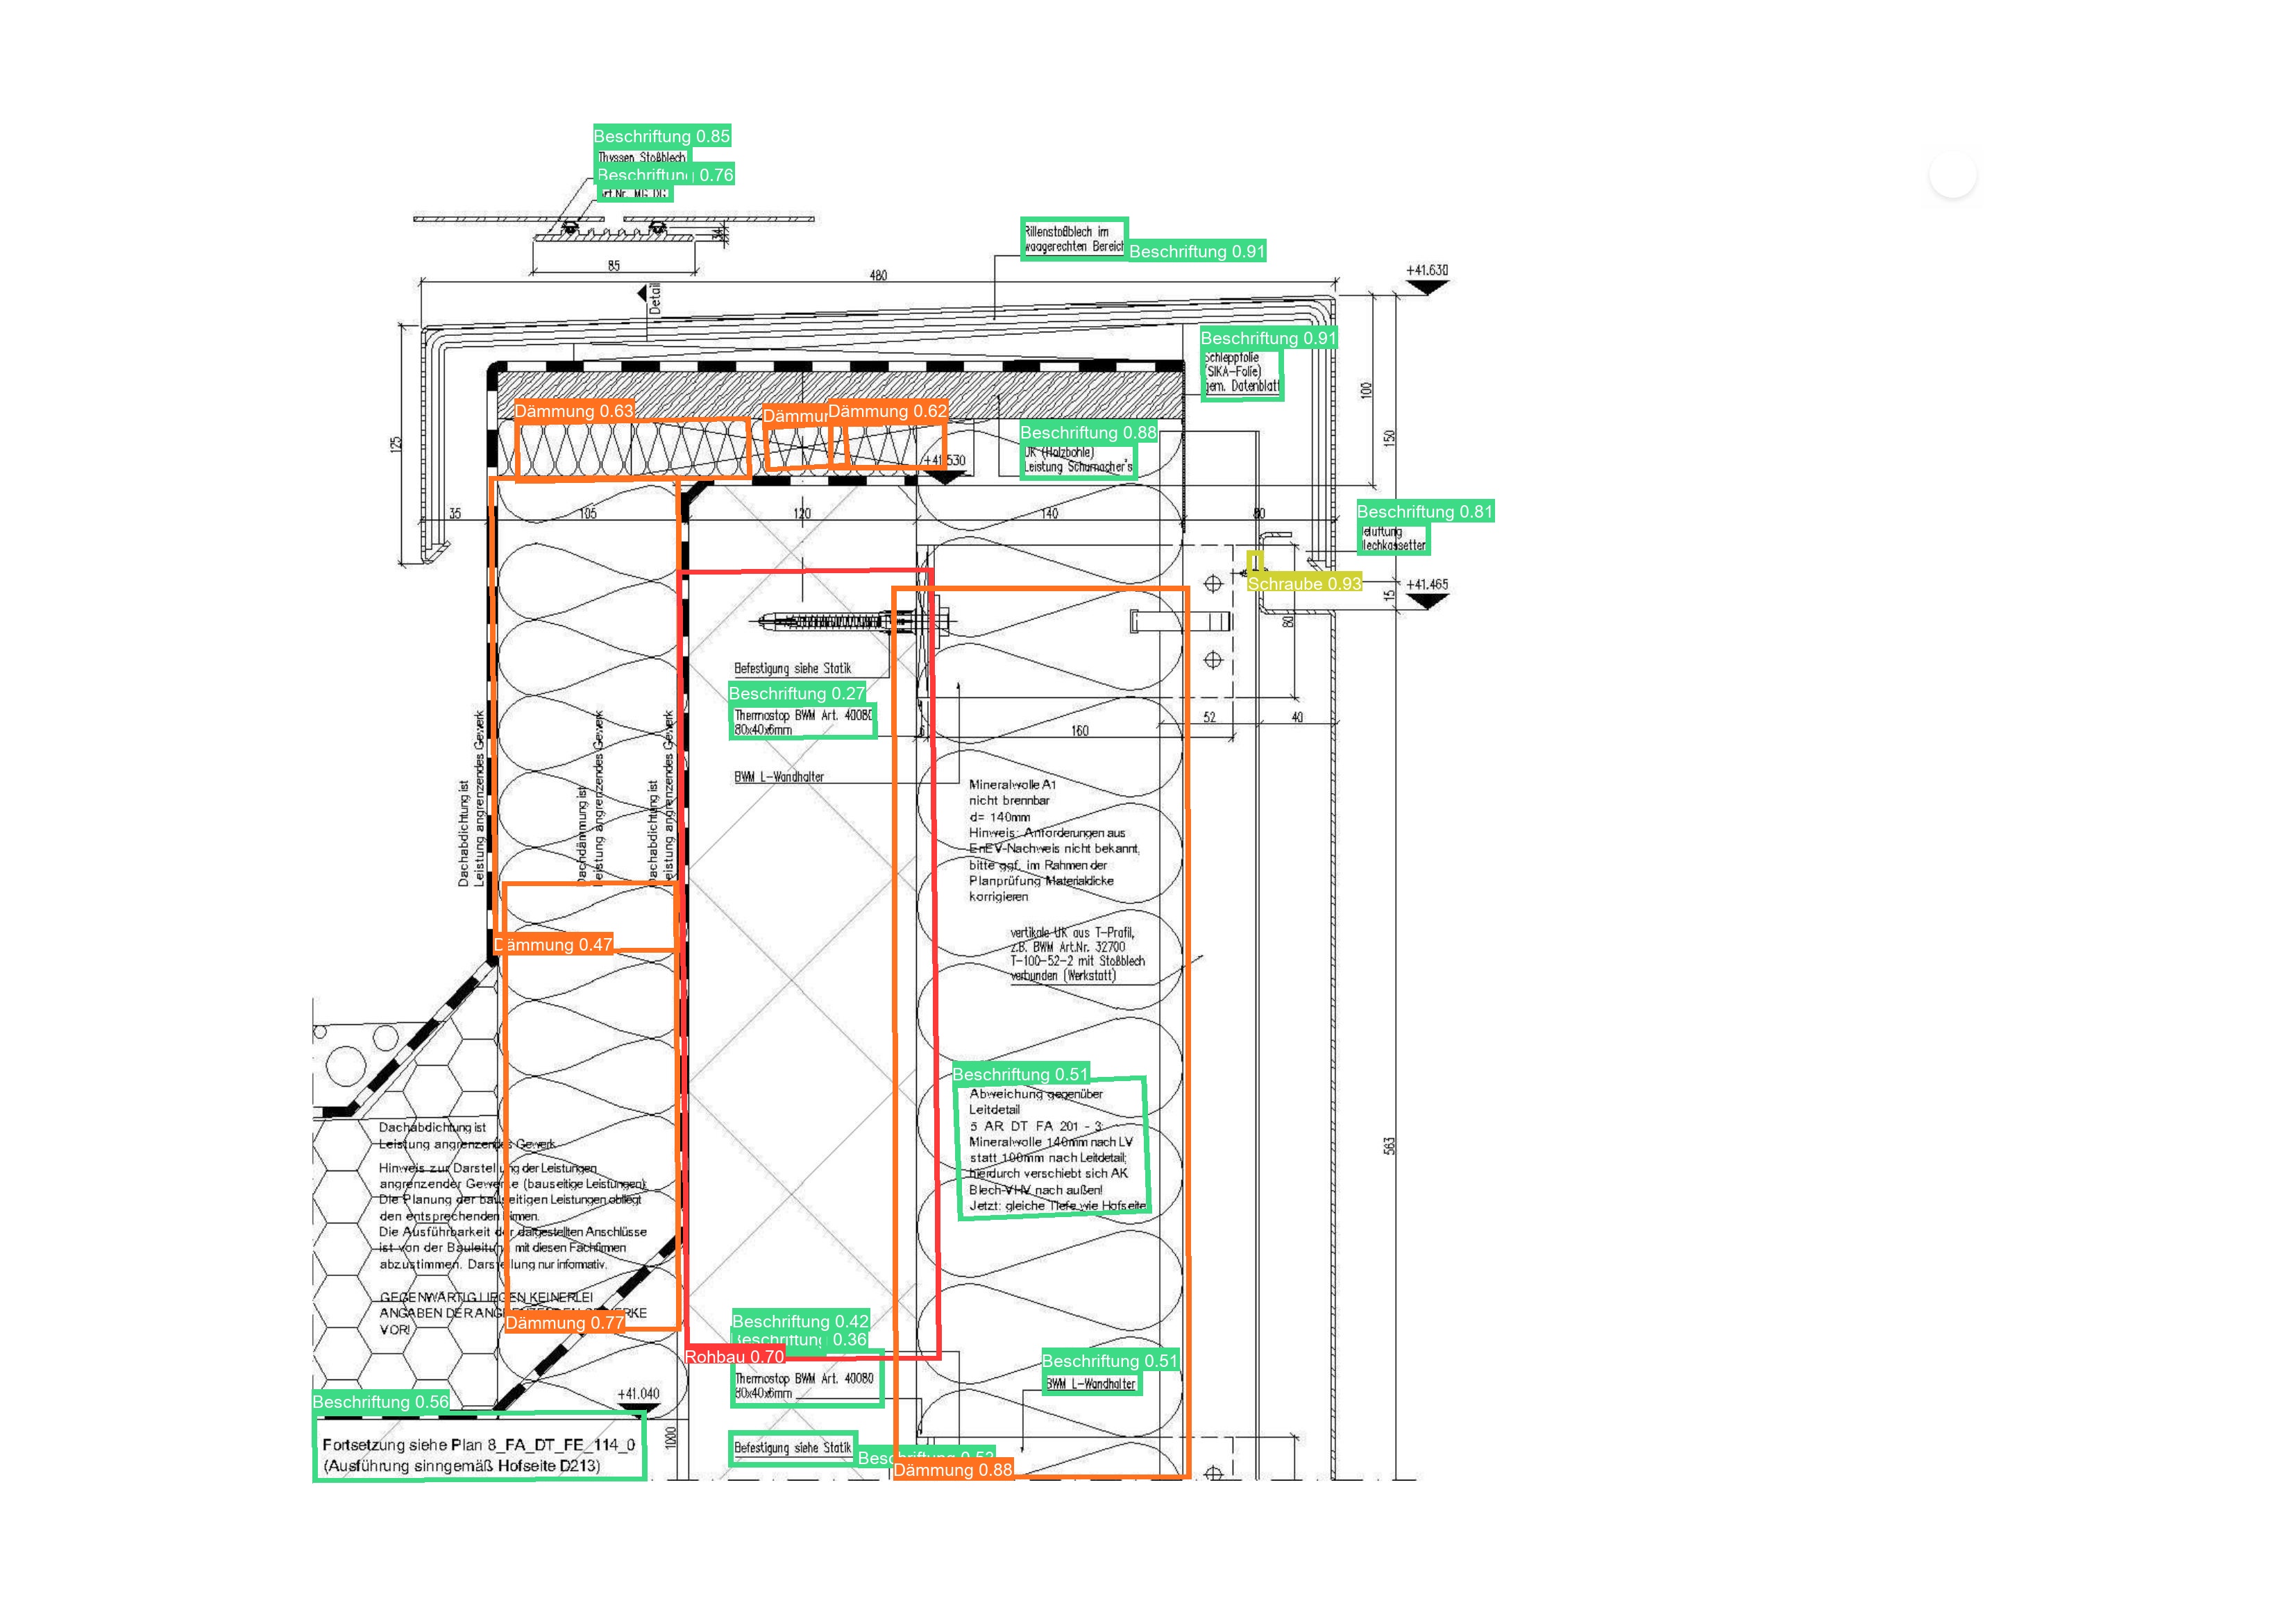 Beschriftung 0.85
Thyssen Stoßblech
Beschriftung 0.76
Art.Nr. MG DG
34
85
Rillenstoßblech im
waagerechten Bereich
Beschriftung 0.91
480
+41.630
Detail
Beschriftung 0.91
Schleppfolie
(SIKA-Folie)
gem. Datenblatt
100
125
150
Dämmung 0.63
Dämmung 0.62
Beschriftung 0.88
UK (Holzbohle)
Leistung Schumacher's
+41.530
35
105
120
140
80
Beschriftung 0.81
Schraube 0.93
+41.465
15
80
Befestigung siehe Statik
Beschriftung 0.27
Thermostop BWM Art. 40080
80x40x6mm
52
40
160
BWM L-Wandhalter
Dachabdichtung ist
Leistung angrenzendes Gewerk
Dachdämmung ist
Leistung angrenzendes Gewerk
Dachabdichtung ist
Leistung angrenzendes Gewerk
Mineralwolle A1
nicht brennbar
d= 140mm
Hinweis: Anforderungen aus
EnEV-Nachweis nicht bekannt,
bitte ggf. im Rahmen der
Planprüfung Materialdicke
korrigieren
vertikale UK aus T-Profil,
z.B. BWM Art.Nr. 32700
T-100-52-2 mit Stoßblech
verbunden (Werkstatt)
Dämmung 0.47
Beschriftung 0.51
Abweichung gegenüber
Leitdetail
5 AR DT FA 201 - 3:
Mineralwolle 140mm nach LV
statt 100mm nach Leitdetail;
hierdurch verschiebt sich AK
Blech-VHV nach außen!
Jetzt: gleiche Tiefe wie Hofseite
563
Dachabdichtung ist
Leistung angrenzendes Gewerk
Hinweis zur Darstellung der Leistungen
angrenzender Gewerke (bauseitige Leistungen):
Die Planung der bauseitigen Leistungen obliegt
den entsprechenden Firmen.
Die Ausführbarkeit der dargestellten Anschlüsse
ist von der Bauleitung mit diesen Fachfirmen
abzustimmen. Darstellung nur informativ.
GEGENWÄRTIG LIEGEN KEINERLEI
ANGABEN DER ANGRENZENDEN GEWERKE
VOR!
Dämmung 0.77
Beschriftung 0.42
Beschriftung 0.36
Rohbau 0.70
Thermostop BWM Art. 40080
80x40x6mm
Beschriftung 0.51
BWM L-Wandhalter
Beschriftung 0.56
+41.040
Fortsetzung siehe Plan 8_FA_DT_FE_114_0
(Ausführung sinngemäß Hofseite D213)
1000
Befestigung siehe Statik
Dämmung 0.88